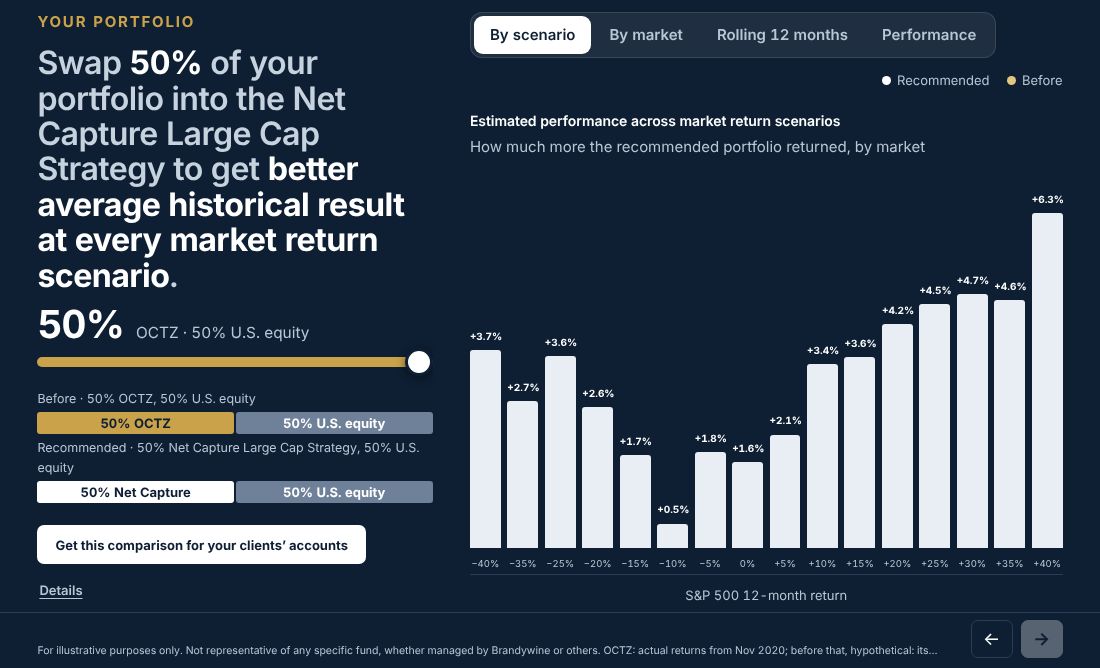 YOUR PORTFOLIO
Swap 50% of your
portfolio into the Net
Capture Large Cap
Strategy to get better
average historical result
at every market return
scenario.
50% OCTZ · 50% U.S. equity
Before · 50% OCTZ, 50% U.S. equity
50% OCTZ 50% U.S. equity
Recommended · 50% Net Capture Large Cap Strategy, 50% U.S.
equity
50% Net Capture 50% U.S. equity
Get this comparison for your clients’ accounts
Details
By scenario By market Rolling 12 months Performance
Recommended Before
Estimated performance across market return scenarios
How much more the recommended portfolio returned, by market
+3.7% +2.7% +3.6% +2.6% +1.7% +0.5% +1.8% +1.6% +2.1% +3.4% +3.6% +4.2% +4.5% +4.7% +4.6% +6.3%
−40% −35% −25% −20% −15% −10% −5% 0% +5% +10% +15% +20% +25% +30% +35% +40%
S&P 500 12-month return
For illustrative purposes only. Not representative of any specific fund, whether managed by Brandywine or others. OCTZ: actual returns from Nov 2020; before that, hypothetical: its…